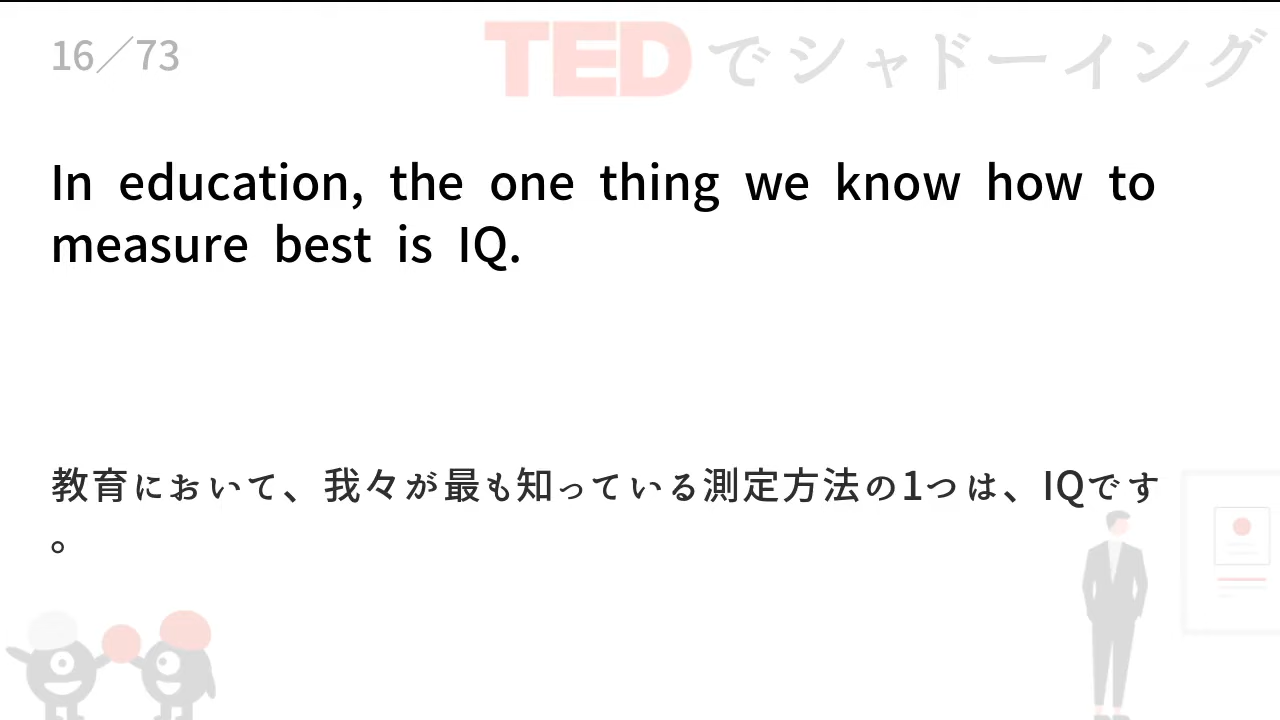 16／73
TEDでシャドーイング
In education, the one thing we know how to
measure best is IQ.
教育において、我々が最も知っている測定方法の1つは、IQです
。